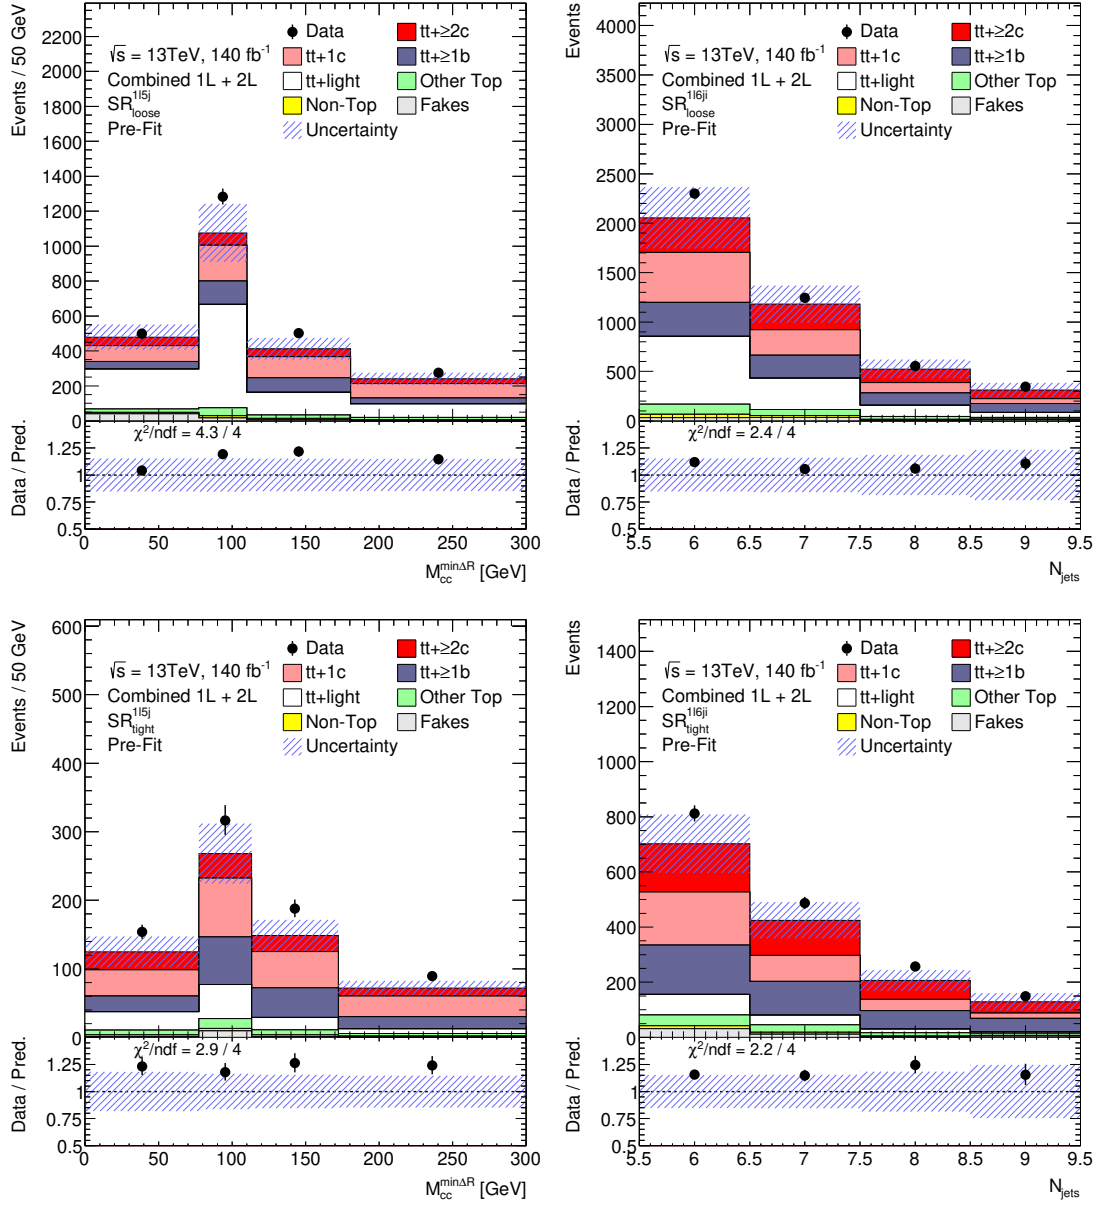 Events / 50 GeV
2200
2000
1800
1600
1400
1200
1000
800
600
400
200
0
√s = 13TeV, 140 fb⁻¹
Combined 1L + 2L
SR 1l5j loose
Pre-Fit
Data
tt+≥2c
tt+1c
tt+≥1b
tt+light
Other Top
Non-Top
Fakes
Uncertainty
χ²/ndf = 4.3 / 4
Data / Pred.
1.25
1
0.75
0.5
0 50 100 150 200 250 300
M_cc^minΔR [GeV]
Events
4000
3500
3000
2500
2000
1500
1000
500
0
√s = 13TeV, 140 fb⁻¹
Combined 1L + 2L
SR 1l6ji loose
Pre-Fit
Data
tt+≥2c
tt+1c
tt+≥1b
tt+light
Other Top
Non-Top
Fakes
Uncertainty
χ²/ndf = 2.4 / 4
Data / Pred.
1.25
1
0.75
0.5
5.5 6 6.5 7 7.5 8 8.5 9 9.5
N_jets
Events / 50 GeV
600
500
400
300
200
100
0
√s = 13TeV, 140 fb⁻¹
Combined 1L + 2L
SR 1l5j tight
Pre-Fit
Data
tt+≥2c
tt+1c
tt+≥1b
tt+light
Other Top
Non-Top
Fakes
Uncertainty
χ²/ndf = 2.9 / 4
Data / Pred.
1.25
1
0.75
0.5
0 50 100 150 200 250 300
M_cc^minΔR [GeV]
Events
1400
1200
1000
800
600
400
200
0
√s = 13TeV, 140 fb⁻¹
Combined 1L + 2L
SR 1l6ji tight
Pre-Fit
Data
tt+≥2c
tt+1c
tt+≥1b
tt+light
Other Top
Non-Top
Fakes
Uncertainty
χ²/ndf = 2.2 / 4
Data / Pred.
1.25
1
0.75
0.5
5.5 6 6.5 7 7.5 8 8.5 9 9.5
N_jets